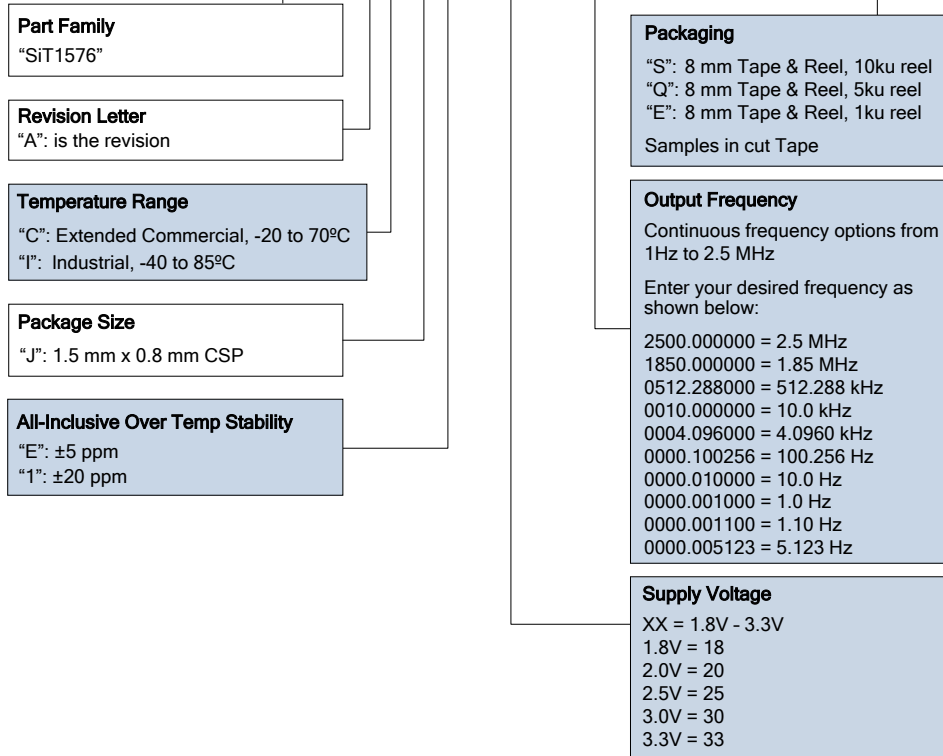 Part Family
“SiT1576”
Revision Letter
“A”: is the revision
Temperature Range
“C”: Extended Commercial, -20 to 70ºC
“I”: Industrial, -40 to 85ºC
Package Size
“J”: 1.5 mm x 0.8 mm CSP
All-Inclusive Over Temp Stability
“E”: ±5 ppm
“1”: ±20 ppm
Packaging
“S”: 8 mm Tape & Reel, 10ku reel
“Q”: 8 mm Tape & Reel, 5ku reel
“E”: 8 mm Tape & Reel, 1ku reel
Samples in cut Tape
Output Frequency
Continuous frequency options from
1Hz to 2.5 MHz
Enter your desired frequency as
shown below:
2500.000000 = 2.5 MHz
1850.000000 = 1.85 MHz
0512.288000 = 512.288 kHz
0010.000000 = 10.0 kHz
0004.096000 = 4.0960 kHz
0000.100256 = 100.256 Hz
0000.010000 = 10.0 Hz
0000.001000 = 1.0 Hz
0000.001100 = 1.10 Hz
0000.005123 = 5.123 Hz
Supply Voltage
XX = 1.8V – 3.3V
1.8V = 18
2.0V = 20
2.5V = 25
3.0V = 30
3.3V = 33